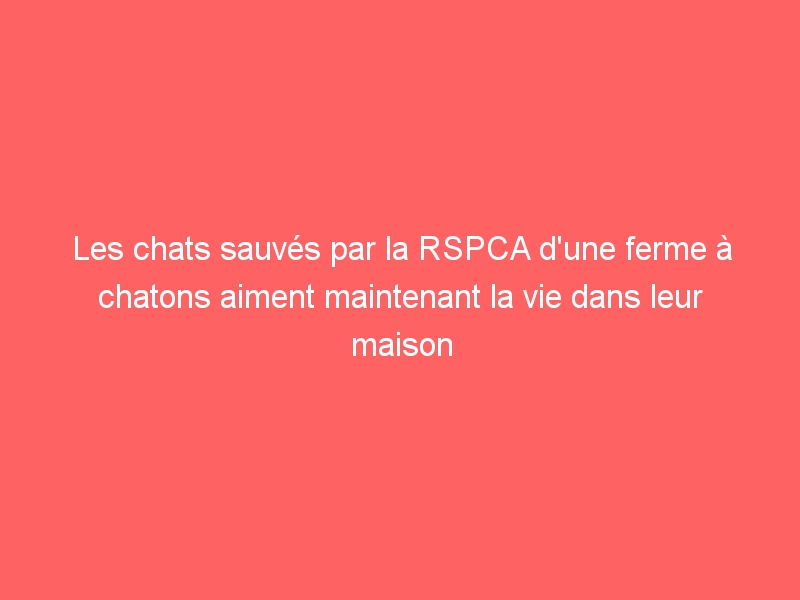 Les chats sauvés par la RSPCA d'une ferme à
chatons aiment maintenant la vie dans leur
maison